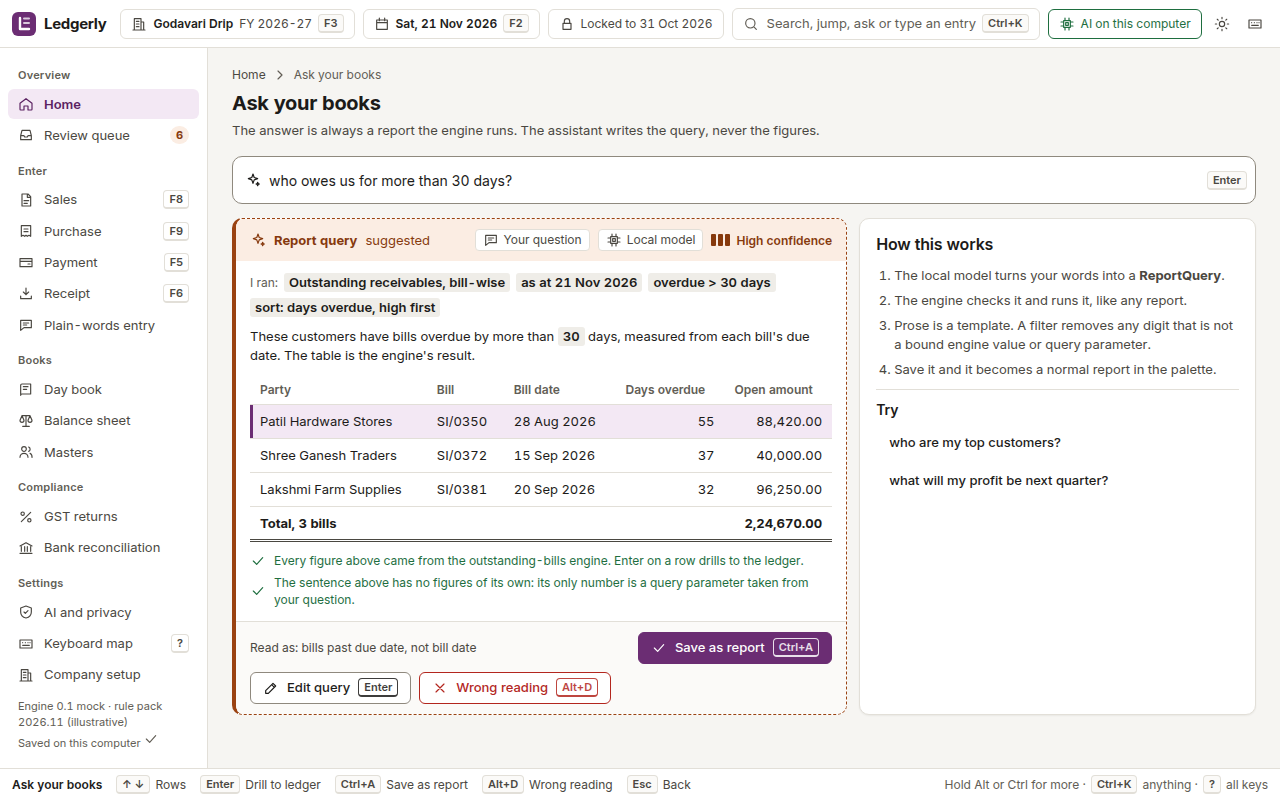 Ledgerly
Godavari Drip FY 2026-27 F3
Sat, 21 Nov 2026 F2
Locked to 31 Oct 2026
Search, jump, ask or type an entry Ctrl+K
AI on this computer
Overview
Home
Review queue 6
Enter
Sales F8
Purchase F9
Payment F5
Receipt F6
Plain-words entry
Books
Day book
Balance sheet
Masters
Compliance
GST returns
Bank reconciliation
Settings
AI and privacy
Keyboard map ?
Company setup
Engine 0.1 mock · rule pack
2026.11 (illustrative)
Saved on this computer
Home > Ask your books
Ask your books
The answer is always a report the engine runs. The assistant writes the query, never the figures.
who owes us for more than 30 days? Enter
Report query suggested Your question Local model High confidence
I ran: Outstanding receivables, bill-wise as at 21 Nov 2026 overdue > 30 days
sort: days overdue, high first
These customers have bills overdue by more than 30 days, measured from each bill's due
date. The table is the engine's result.
Party Bill Bill date Days overdue Open amount
Patil Hardware Stores SI/0350 28 Aug 2026 55 88,420.00
Shree Ganesh Traders SI/0372 15 Sep 2026 37 40,000.00
Lakshmi Farm Supplies SI/0381 20 Sep 2026 32 96,250.00
Total, 3 bills 2,24,670.00
Every figure above came from the outstanding-bills engine. Enter on a row drills to the ledger.
The sentence above has no figures of its own: its only number is a query parameter taken from
your question.
Read as: bills past due date, not bill date
Save as report Ctrl+A
Edit query Enter
Wrong reading Alt+D
How this works
1. The local model turns your words into a ReportQuery.
2. The engine checks it and runs it, like any report.
3. Prose is a template. A filter removes any digit that is not
a bound engine value or query parameter.
4. Save it and it becomes a normal report in the palette.
Try
who are my top customers?
what will my profit be next quarter?
Ask your books ↑↓ Rows Enter Drill to ledger Ctrl+A Save as report Alt+D Wrong reading Esc Back
Hold Alt or Ctrl for more · Ctrl+K anything · ? all keys